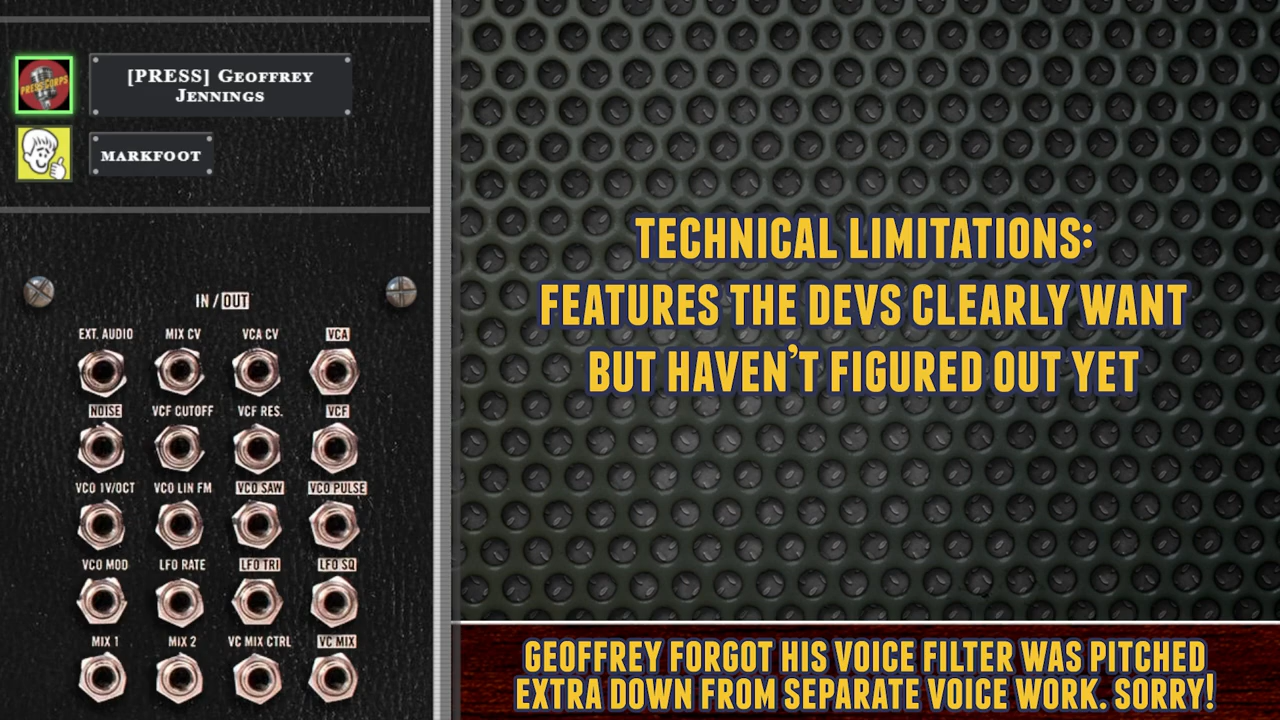 [PRESS] Geoffrey
Jennings
PRESS CORPS
MARKFOOT
IN / OUT
EXT. AUDIO MIX CV VCA CV VCA
NOISE VCF CUTOFF VCF RES. VCF
VCO 1V/OCT VCO LIN FM VCO SAW VCO PULSE
VCO MOD LFO RATE LFO TRI LFO SQ
MIX 1 MIX 2 VC MIX CTRL VC MIX
TECHNICAL LIMITATIONS:
FEATURES THE DEVS CLEARLY WANT
BUT HAVEN'T FIGURED OUT YET
GEOFFREY FORGOT HIS VOICE FILTER WAS PITCHED
EXTRA DOWN FROM SEPARATE VOICE WORK. SORRY!